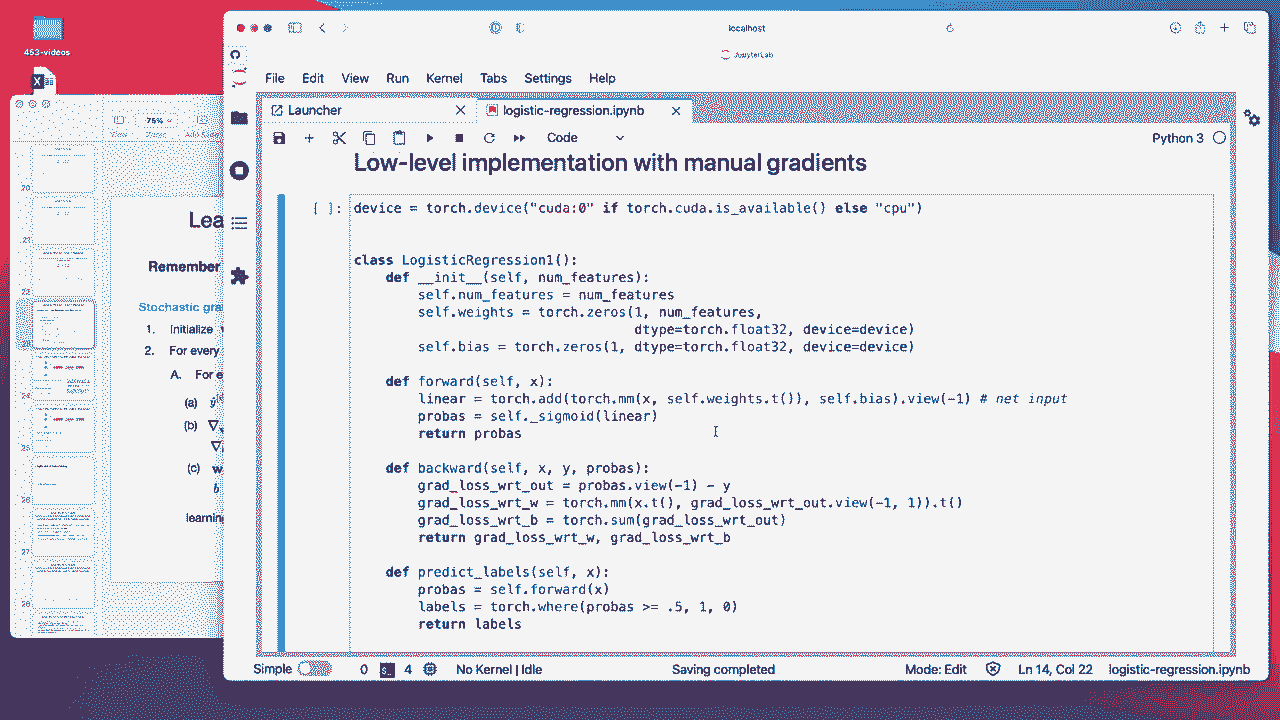 453-videos
localhost
JupyterLab
File Edit View Run Kernel Tabs Settings Help
Launcher
logistic-regression.ipynb
Code
Python 3
75%
Low-level implementation with manual gradients
[ ]:
device = torch.device("cuda:0" if torch.cuda.is_available() else "cpu")
class LogisticRegression1():
def __init__(self, num_features):
self.num_features = num_features
self.weights = torch.zeros(1, num_features,
dtype=torch.float32, device=device)
self.bias = torch.zeros(1, dtype=torch.float32, device=device)
def forward(self, x):
linear = torch.add(torch.mm(x, self.weights.t()), self.bias).view(-1) # net input
probas = self._sigmoid(linear)
return probas
def backward(self, x, y, probas):
grad_loss_wrt_out = probas.view(-1) - y
grad_loss_wrt_w = torch.mm(x.t(), grad_loss_wrt_out.view(-1, 1)).t()
grad_loss_wrt_b = torch.sum(grad_loss_wrt_out)
return grad_loss_wrt_w, grad_loss_wrt_b
def predict_labels(self, x):
probas = self.forward(x)
labels = torch.where(probas >= .5, 1, 0)
return labels
Simple 0 4 No Kernel | Idle Saving completed Mode: Edit Ln 14, Col 22 logistic-regression.ipynb
Lea
Remember
Stochastic gra
1. Initialize
2. For every
A. For e
(a)
(b) ∇
∇
(c) w
b
learning
20
21
22
24
25
26
27
28